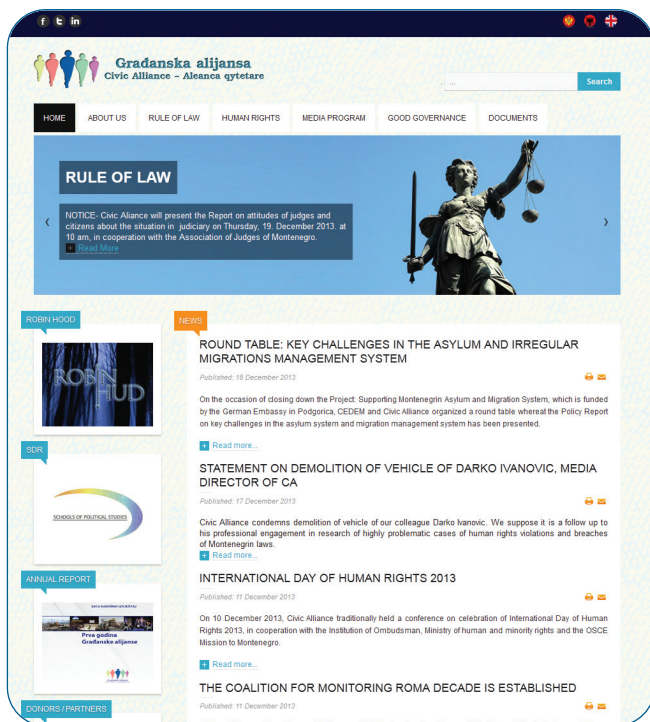 f t in
Građanska alijansa
Civic Alliance – Aleanca qytetare
...
Search
HOME ABOUT US RULE OF LAW HUMAN RIGHTS MEDIA PROGRAM GOOD GOVERNANCE DOCUMENTS
RULE OF LAW
NOTICE- Civic Aliance will present the Report on attitudes of judges and
citizens about the situation in judiciary on Thursday, 19. December 2013. at
10 am, in cooperation with the Association of Judges of Montenegro.
+ Read More
ROBIN HOOD
ROBIN
HUD
SDR
SCHOOLS OF POLITICAL STUDIES
ANNUAL REPORT
Prva godina
Građanske alijanse
DONORS / PARTNERS
NEWS
ROUND TABLE: KEY CHALLENGES IN THE ASYLUM AND IRREGULAR
MIGRATIONS MANAGEMENT SYSTEM
Published: 18 December 2013
On the occasion of closing down the Project: Supporting Montenegrin Asylum and Migration System, which is funded
by the German Embassy in Podgorica, CEDEM and Civic Alliance organized a round table whereat the Policy Report
on key challenges in the asylum system and migration management system has been presented.
+ Read more...
STATEMENT ON DEMOLITION OF VEHICLE OF DARKO IVANOVIC, MEDIA
DIRECTOR OF CA
Published: 17 December 2013
Civic Alliance condemns demolition of vehicle of our colleague Darko Ivanovic. We suppose it is a follow up to
his professional engagement in research of highly problematic cases of human rights violations and breaches
of Montenegrin laws.
+ Read more...
INTERNATIONAL DAY OF HUMAN RIGHTS 2013
Published: 11 December 2013
On 10 December 2013, Civic Alliance traditionally held a conference on celebration of International Day of Human
Rights 2013, in cooperation with the Institution of Ombudsman, Ministry of human and minority rights and the OSCE
Mission to Montenegro.
+ Read more...
THE COALITION FOR MONITORING ROMA DECADE IS ESTABLISHED
Published: 11 December 2013